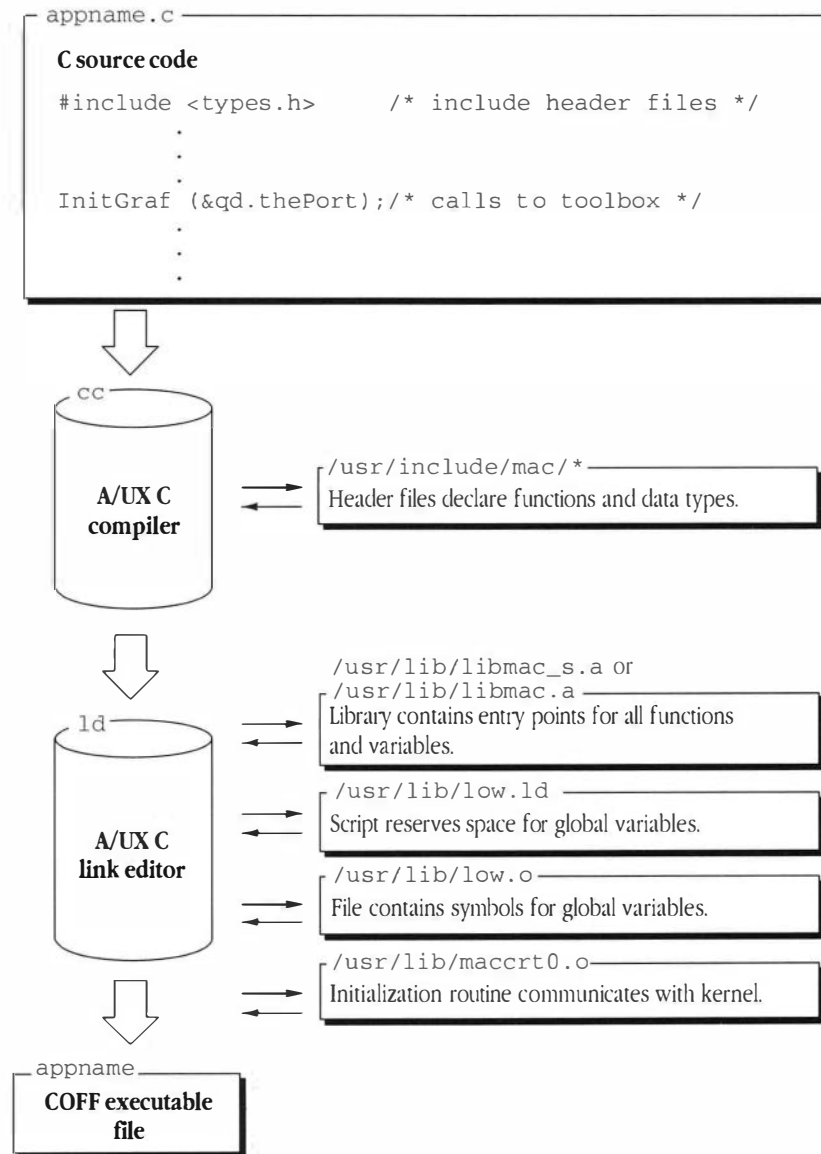 appname.c
C source code
#include <types.h> /* include header files */
.
.
.
InitGraf (&qd.thePort);/* calls to toolbox */
.
.
.
cc
A/UX C
compiler
/usr/include/mac/*
Header files declare functions and data types.
/usr/lib/libmac_s.a or
/usr/lib/libmac.a
Library contains entry points for all functions
and variables.
ld
A/UX C
link editor
/usr/lib/low.ld
Script reserves space for global variables.
/usr/lib/low.o
File contains symbols for global variables.
/usr/lib/maccrt0.o
Initialization routine communicates with kernel.
appname
COFF executable
file